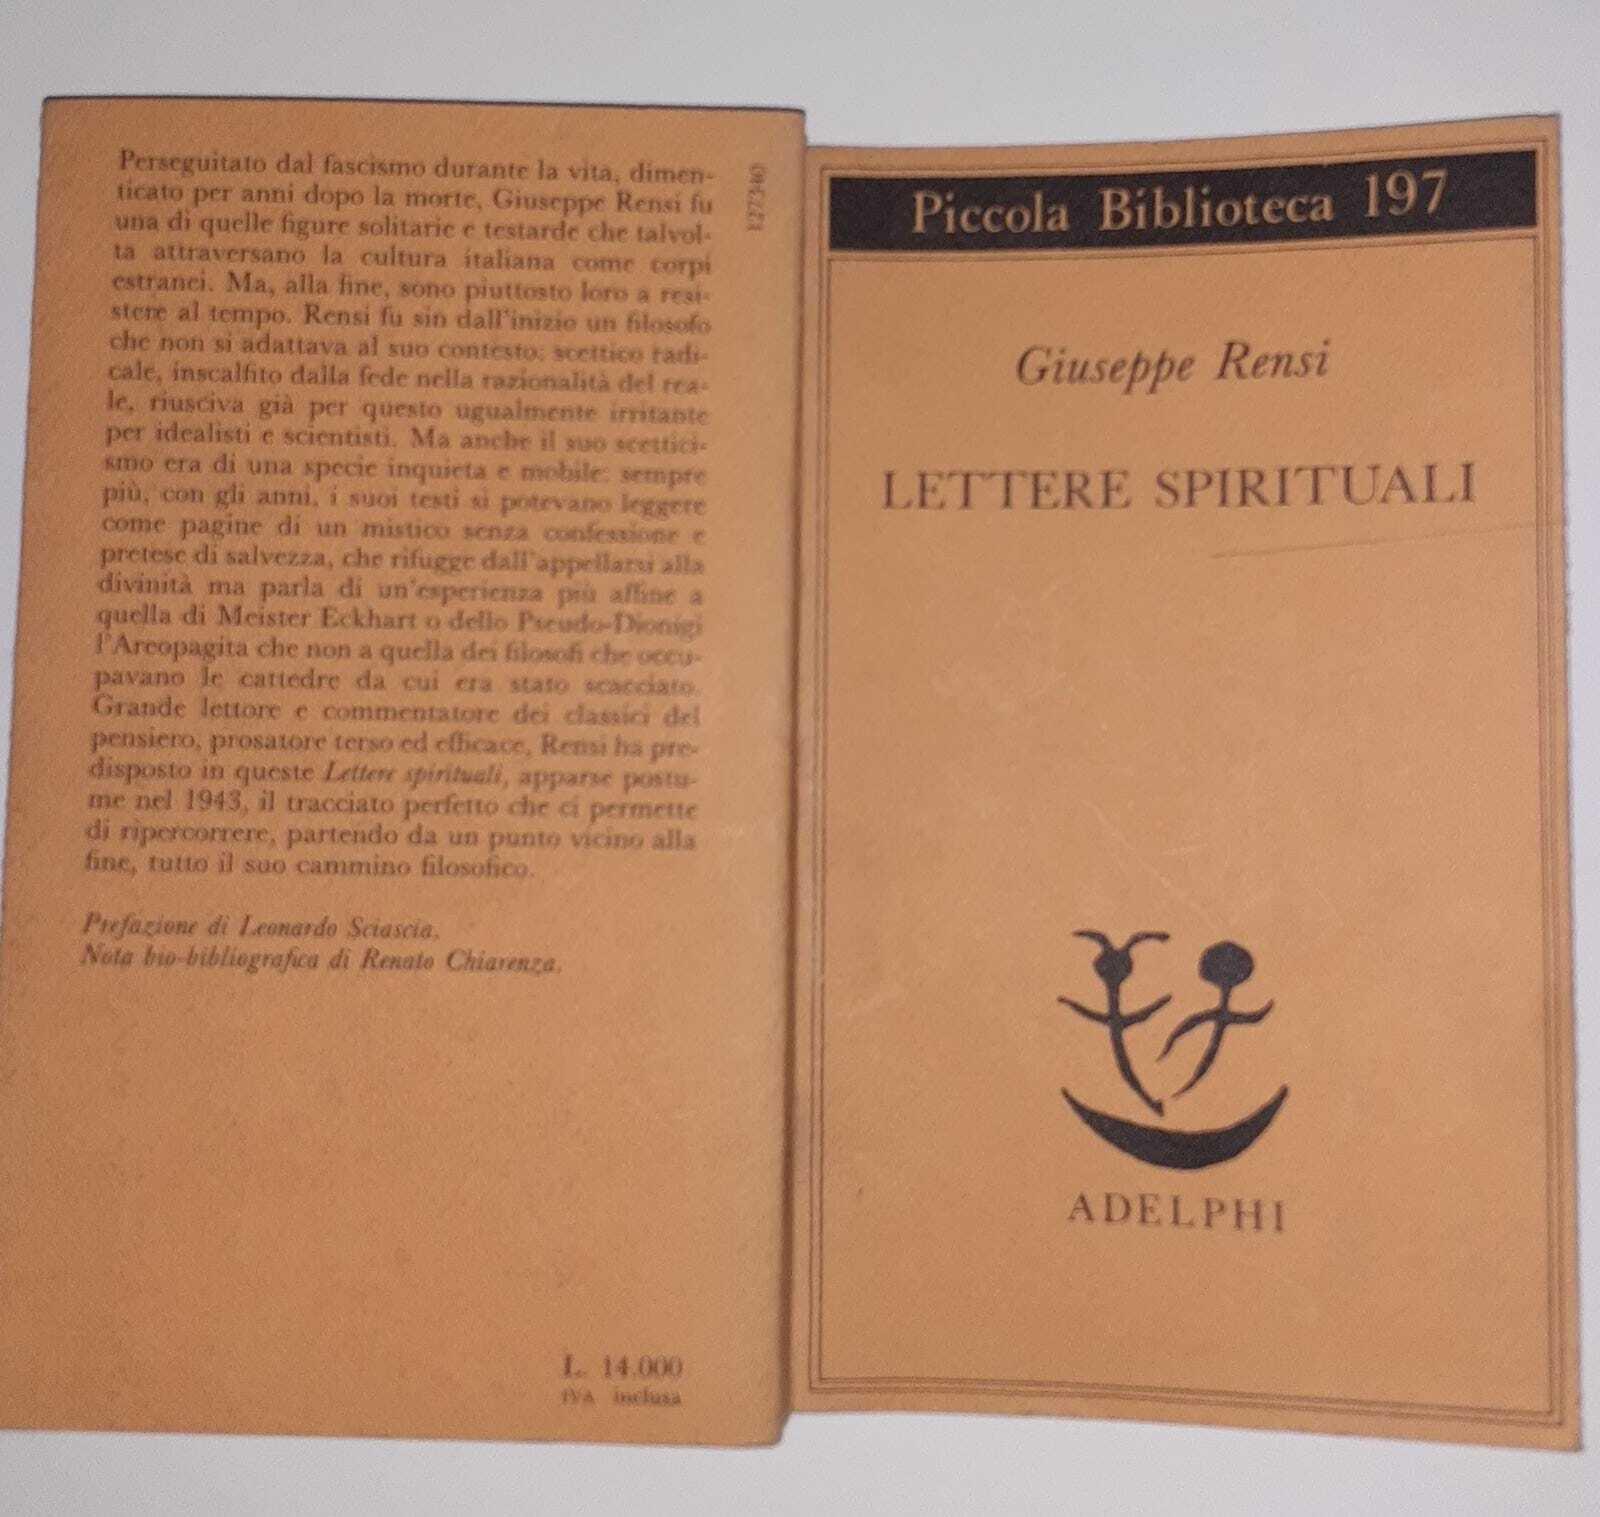 Perseguitato dal fascismo durante la vita, dimen-
ticato per anni dopo la morte, Giuseppe Rensi fu
una di quelle figure solitarie e testarde che talvol-
ta attraversano la cultura italiana come corpi
estranei. Ma, alla fine, sono piuttosto loro a resi-
stere al tempo. Rensi fu sin dall'inizio un filosofo
che non si adattava al suo contesto: scettico radi-
cale, inscalfito dalla fede nella razionalità del rea-
le, riusciva già per questo ugualmente irritante
per idealisti e scientisti. Ma anche il suo scettici-
smo era di una specie inquieta e mobile: sempre
più, con gli anni, i suoi testi si potevano leggere
come pagine di un mistico senza confessione e
pretese di salvezza, che rifugge dall'appellarsi alla
divinità ma parla di un'esperienza più affine a
quella di Meister Eckhart o dello Pseudo-Dionigi
l'Areopagita che non a quella dei filosofi che occu-
pavano le cattedre da cui era stato scacciato.
Grande lettore e commentatore dei classici del
pensiero, prosatore terso ed efficace, Rensi ha pre-
disposto in queste Lettere spirituali, apparse postu-
me nel 1943, il tracciato perfetto che ci permette
di ripercorrere, partendo da un punto vicino alla
fine, tutto il suo cammino filosofico.
Prefazione di Leonardo Sciascia.
Nota bio-bibliografica di Renato Chiarenza.
L. 14.000
IVA inclusa
Piccola Biblioteca 197
Giuseppe Rensi
LETTERE SPIRITUALI
ADELPHI